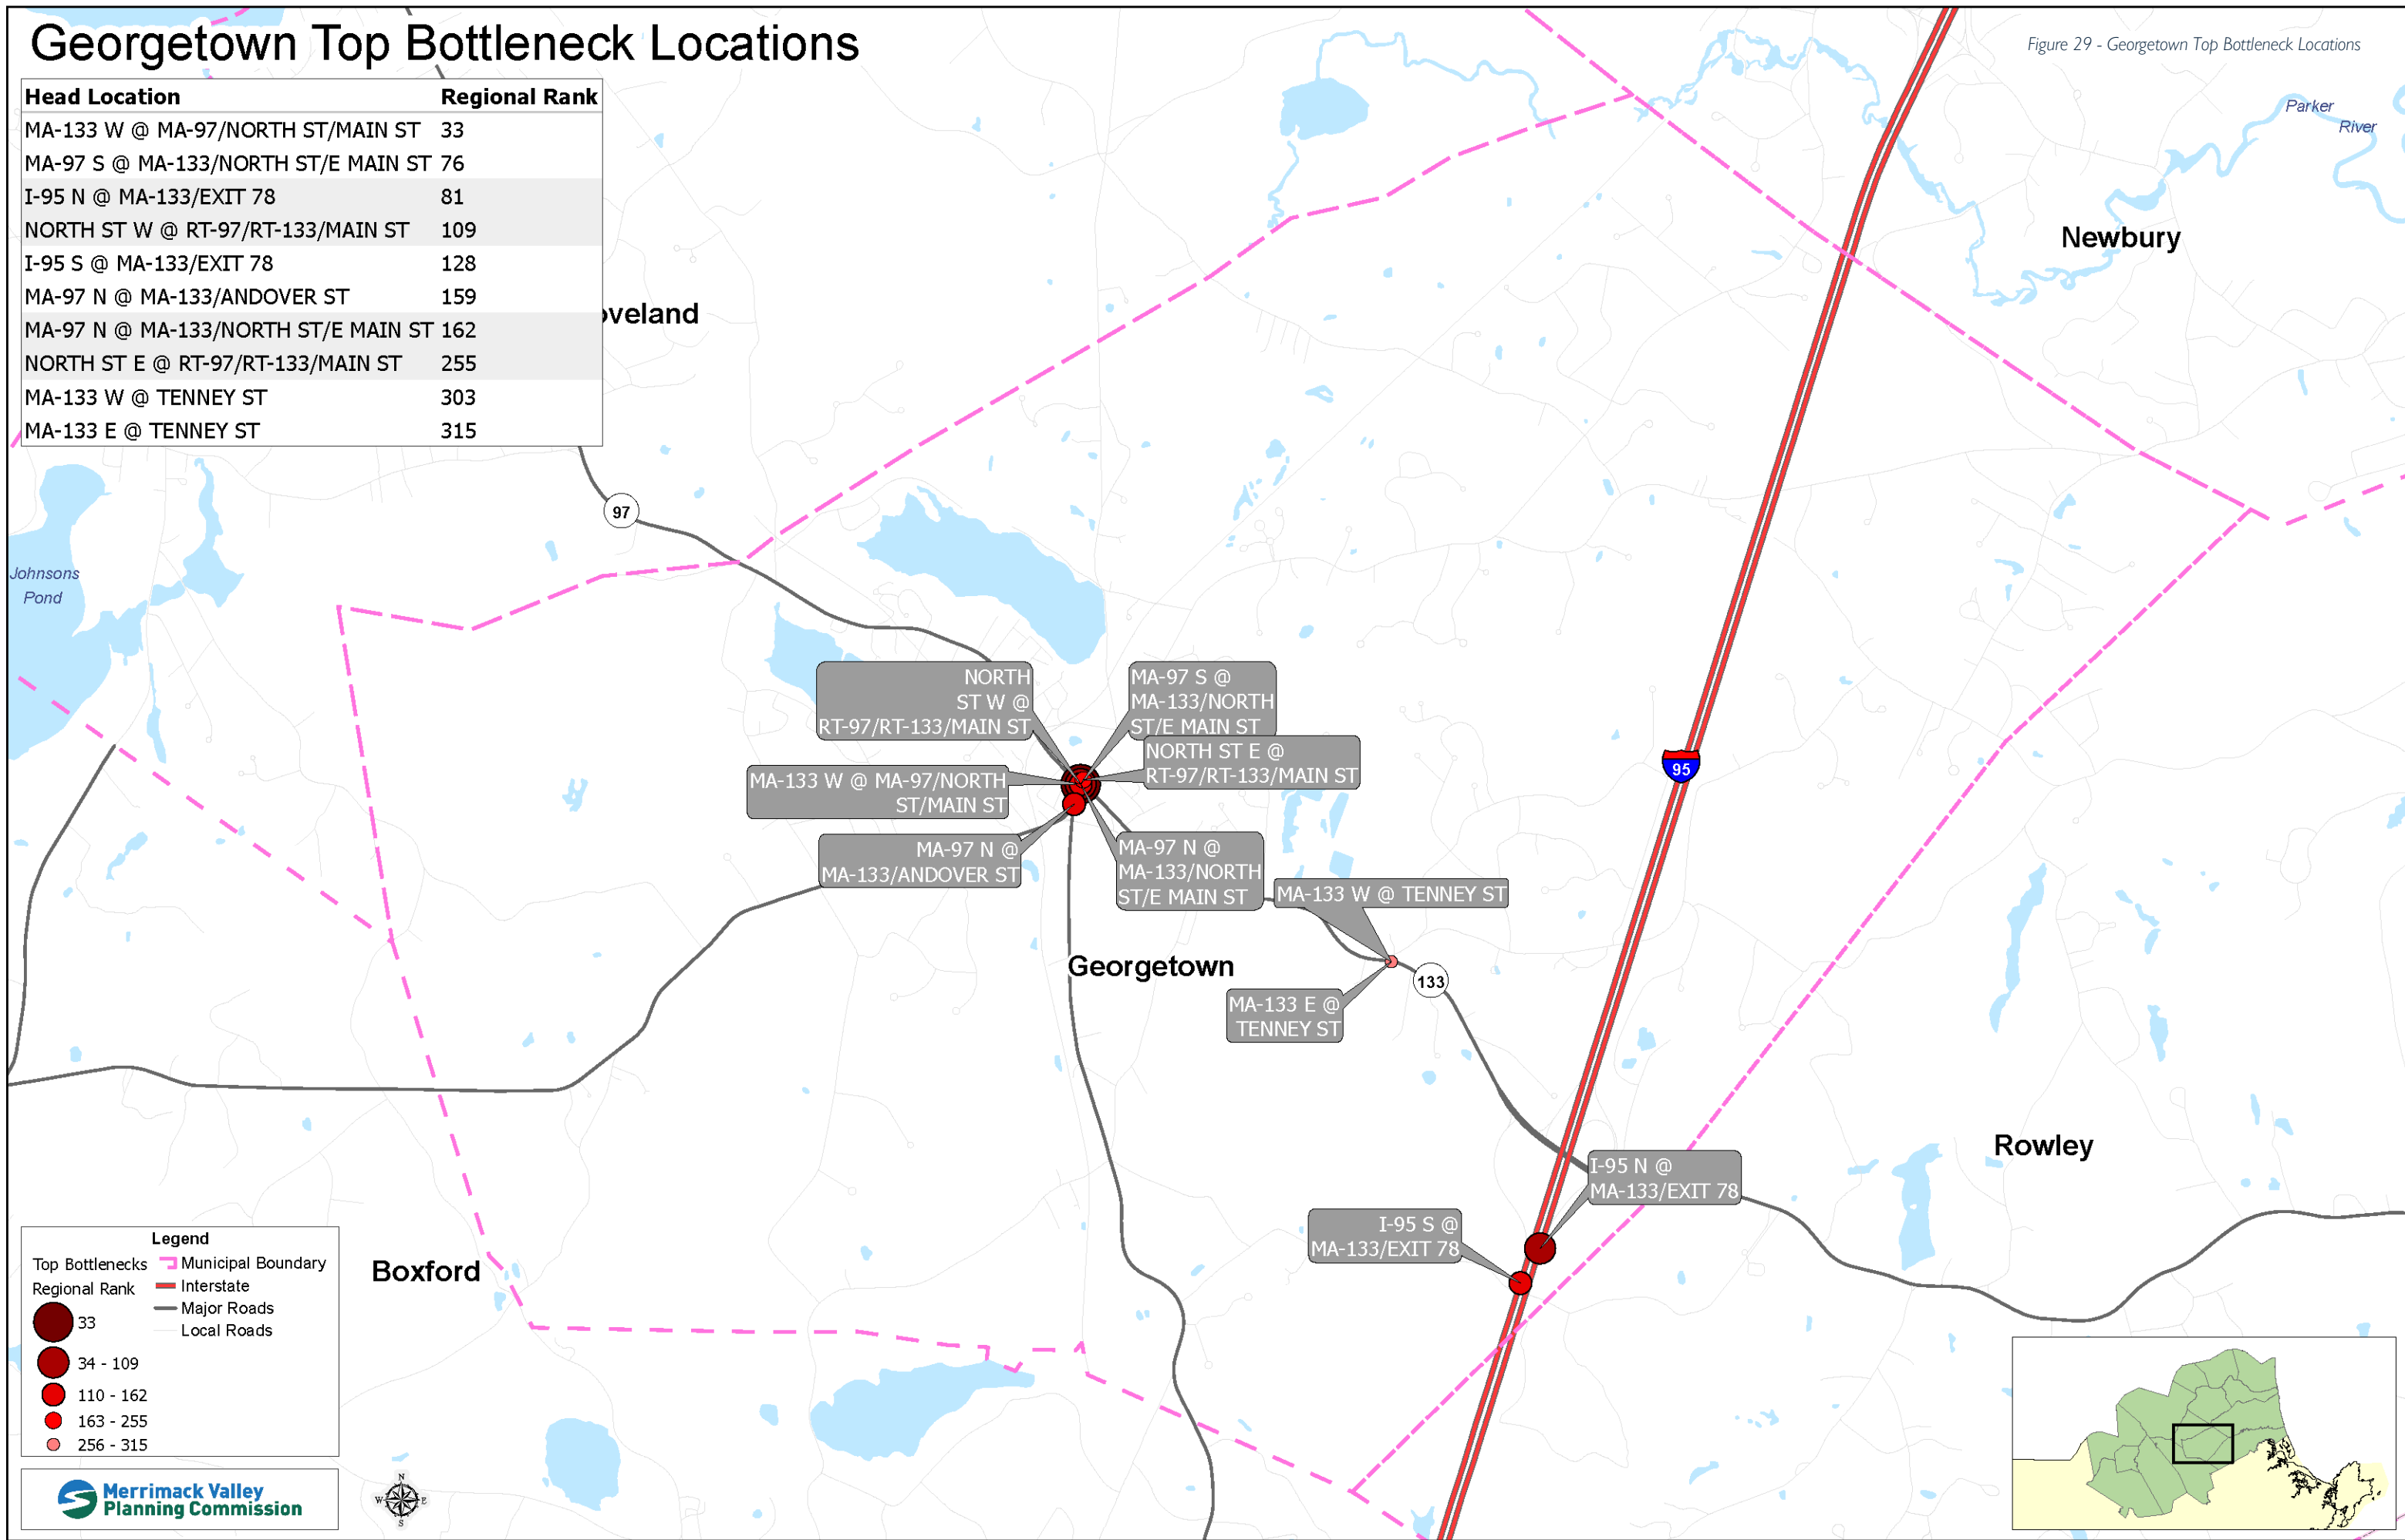 Georgetown Top Bottleneck Locations
Figure 29 - Georgetown Top Bottleneck Locations
Head Location Regional Rank
MA-133 W @ MA-97/NORTH ST/MAIN ST 33
MA-97 S @ MA-133/NORTH ST/E MAIN ST 76
I-95 N @ MA-133/EXIT 78 81
NORTH ST W @ RT-97/RT-133/MAIN ST 109
I-95 S @ MA-133/EXIT 78 128
MA-97 N @ MA-133/ANDOVER ST 159
MA-97 N @ MA-133/NORTH ST/E MAIN ST 162
NORTH ST E @ RT-97/RT-133/MAIN ST 255
MA-133 W @ TENNEY ST 303
MA-133 E @ TENNEY ST 315
Parker
River
Newbury
oveland
97
Johnsons
Pond
NORTH
ST W @
RT-97/RT-133/MAIN ST
MA-97 S @
MA-133/NORTH
ST/E MAIN ST
NORTH ST E @
RT-97/RT-133/MAIN ST
MA-133 W @ MA-97/NORTH
ST/MAIN ST
95
MA-97 N @
MA-133/ANDOVER ST
MA-97 N @
MA-133/NORTH
ST/E MAIN ST
MA-133 W @ TENNEY ST
Georgetown
133
MA-133 E @
TENNEY ST
Rowley
I-95 N @
MA-133/EXIT 78
I-95 S @
MA-133/EXIT 78
Boxford
Legend
Top Bottlenecks
Regional Rank
33
34 - 109
110 - 162
163 - 255
256 - 315
Municipal Boundary
Interstate
Major Roads
Local Roads
Merrimack Valley
Planning Commission
N
W E
S